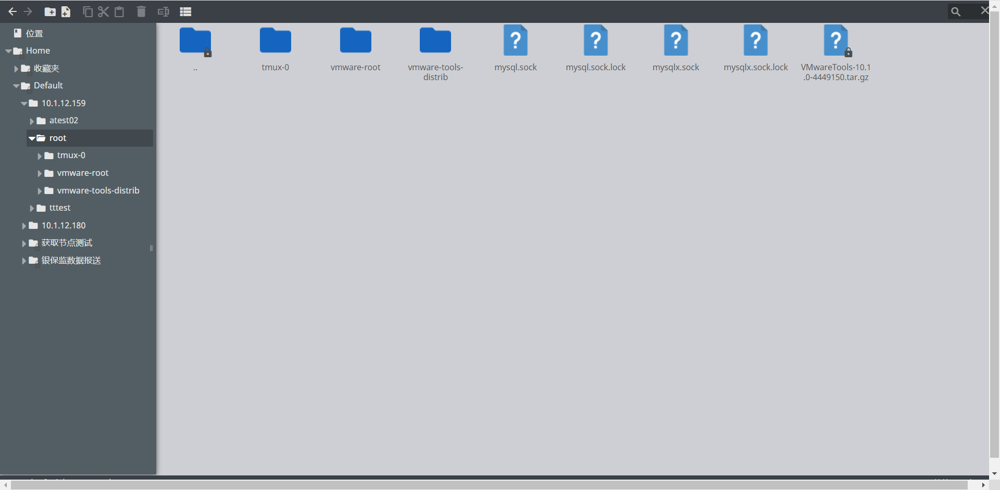 位置
Home
收藏夹
Default
10.1.12.159
atest02
root
tmux-0
vmware-root
vmware-tools-distrib
tttest
10.1.12.180
获取节点测试
银保监数据报送
..
tmux-0
vmware-root
vmware-tools-
distrib
mysql.sock
mysql.sock.lock
mysqlx.sock
mysqlx.sock.lock
VMwareTools-10.1
.0-4449150.tar.gz